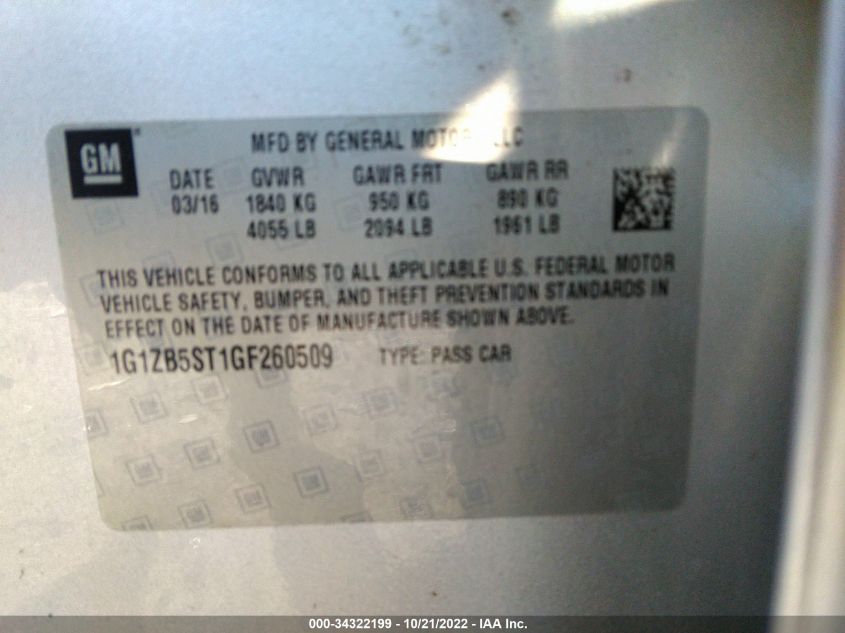 GM
MFD BY GENERAL MOTORS LLC
DATE GVWR GAWR FRT GAWR RR
03/16 1840 KG 950 KG 890 KG
4055 LB 2094 LB 1961 LB
THIS VEHICLE CONFORMS TO ALL APPLICABLE U.S. FEDERAL MOTOR
VEHICLE SAFETY, BUMPER, AND THEFT PREVENTION STANDARDS IN
EFFECT ON THE DATE OF MANUFACTURE SHOWN ABOVE.
1G1ZB5ST1GF260509 TYPE: PASS CAR
000-34322199 - 10/21/2022 - IAA Inc.